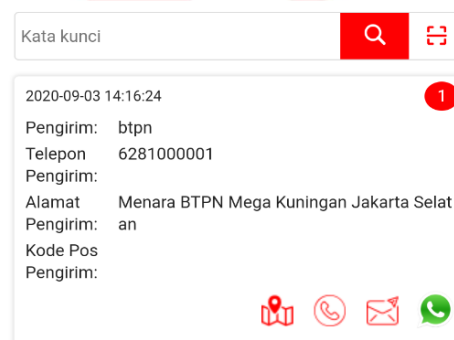 Kata kunci
2020-09-03 14:16:24
1
Pengirim: btpn
Telepon 6281000001
Pengirim:
Alamat Menara BTPN Mega Kuningan Jakarta Selat
Pengirim: an
Kode Pos
Pengirim: